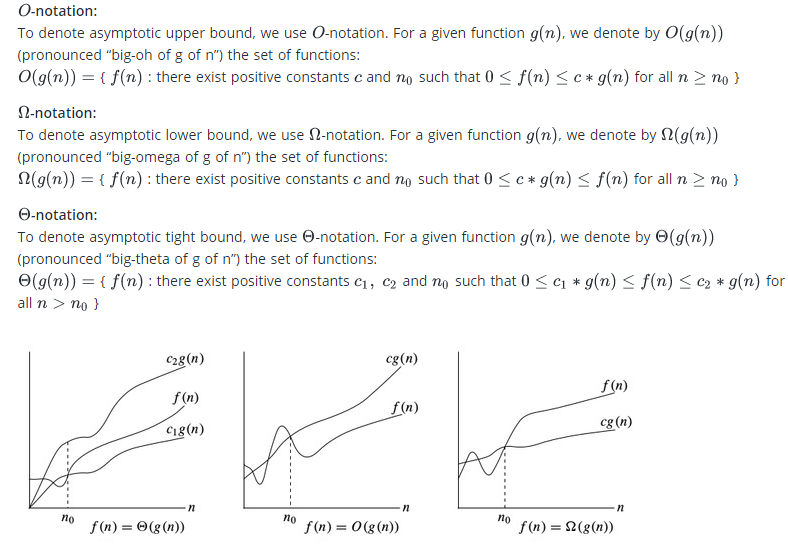 O-notation:
To denote asymptotic upper bound, we use O-notation. For a given function g(n), we denote by O(g(n))
(pronounced “big-oh of g of n”) the set of functions:
O(g(n)) = { f(n) : there exist positive constants c and n₀ such that 0 ≤ f(n) ≤ c ∗ g(n) for all n ≥ n₀ }
Ω-notation:
To denote asymptotic lower bound, we use Ω-notation. For a given function g(n), we denote by Ω(g(n))
(pronounced “big-omega of g of n”) the set of functions:
Ω(g(n)) = { f(n) : there exist positive constants c and n₀ such that 0 ≤ c ∗ g(n) ≤ f(n) for all n ≥ n₀ }
Θ-notation:
To denote asymptotic tight bound, we use Θ-notation. For a given function g(n), we denote by Θ(g(n))
(pronounced “big-theta of g of n”) the set of functions:
Θ(g(n)) = { f(n) : there exist positive constants c₁, c₂ and n₀ such that 0 ≤ c₁ ∗ g(n) ≤ f(n) ≤ c₂ ∗ g(n) for
all n > n₀ }
c₂g(n)
f(n)
c₁g(n)
n
n₀
f(n) = Θ(g(n))
cg(n)
f(n)
n
n₀
f(n) = O(g(n))
f(n)
cg(n)
n
n₀
f(n) = Ω(g(n))